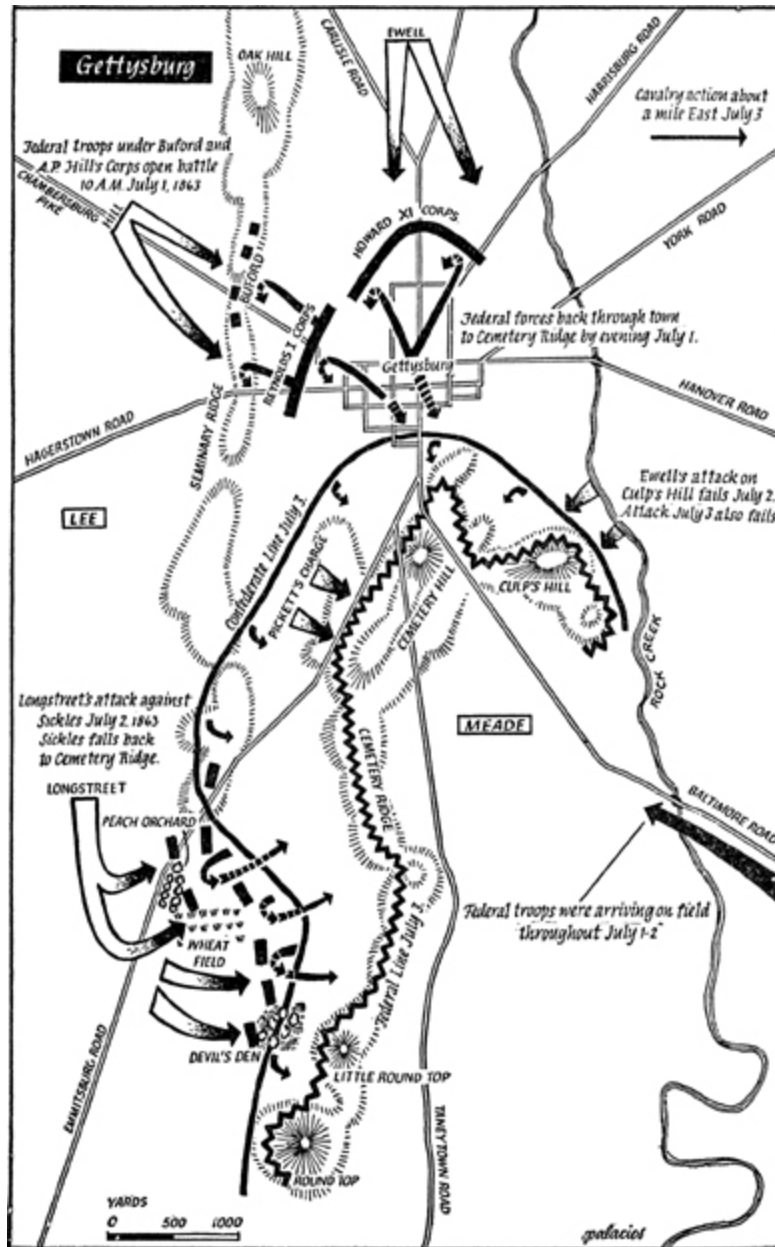 Gettysburg
OAK HILL
EWELL
CARLISLE ROAD
HARRISBURG ROAD
Cavalry action about
a mile East July 3
Federal troops under Buford and
A.P. Hill's Corps open battle
10 A.M. July 1, 1863
CHAMBERSBURG
PIKE
HILL
BUFORD
HOWARD XI CORPS
YORK ROAD
REYNOLDS I CORPS
Federal forces back through town
to Cemetery Ridge by evening July 1.
Gettysburg
HAGERSTOWN ROAD
SEMINARY RIDGE
HANOVER ROAD
LEE
Confederate Line July 3.
PICKETT'S CHARGE
CEMETERY HILL
CULP'S HILL
Ewell's attack on
Culp's Hill fails July 2.
Attack July 3 also fails
ROCK CREEK
Longstreet's attack against
Sickles July 2, 1863
Sickles falls back
to Cemetery Ridge.
MEADE
CEMETERY RIDGE
LONGSTREET
PEACH ORCHARD
BALTIMORE ROAD
Federal troops were arriving on field
throughout July 1-2
WHEAT
FIELD
Federal Line July 3.
DEVIL'S DEN
LITTLE ROUND TOP
EMMITSBURG ROAD
TANEYTOWN ROAD
ROUND TOP
YARDS
0 500 1000
palacios